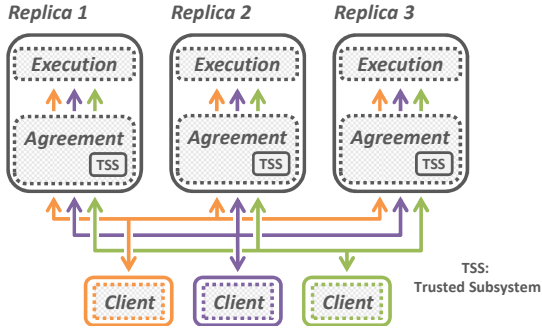 Replica 1 Replica 2 Replica 3
Execution Execution Execution
Agreement Agreement Agreement
TSS TSS TSS
Client Client Client
TSS:
Trusted Subsystem